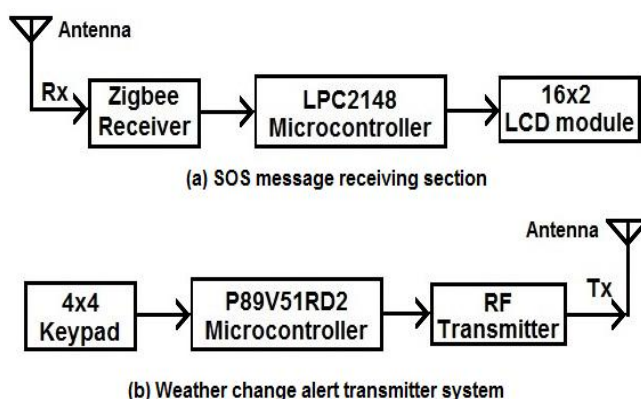 Antenna
Rx
Zigbee
Receiver
LPC2148
Microcontroller
16x2
LCD module
(a) SOS message receiving section
Antenna
4x4
Keypad
P89V51RD2
Microcontroller
RF
Transmitter
Tx
(b) Weather change alert transmitter system